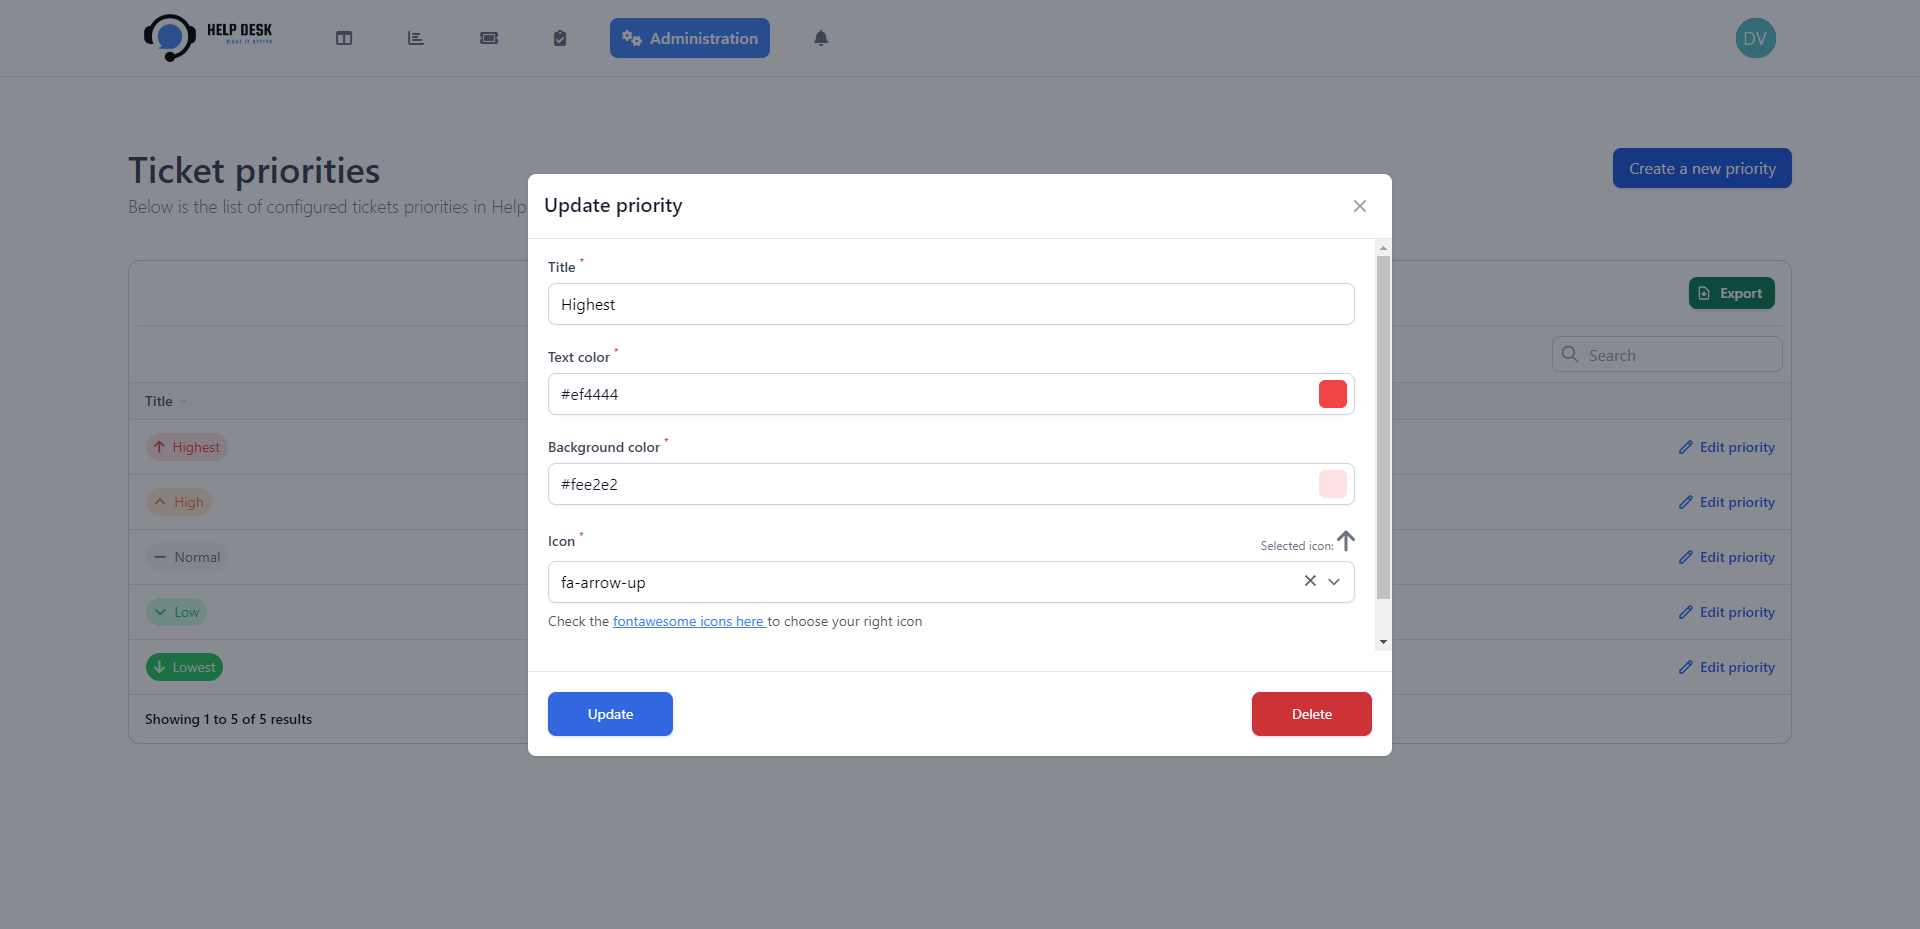 HELP DESK
Administration
DV
Ticket priorities
Create a new priority
Below is the list of configured tickets priorities in Help
Export
Search
Title
Highest
Edit priority
High
Edit priority
Normal
Edit priority
Low
Edit priority
Lowest
Edit priority
Showing 1 to 5 of 5 results
Update priority
Title *
Highest
Text color *
#ef4444
Background color *
#fee2e2
Icon *
Selected icon:
fa-arrow-up
Check the fontawesome icons here to choose your right icon
Update
Delete